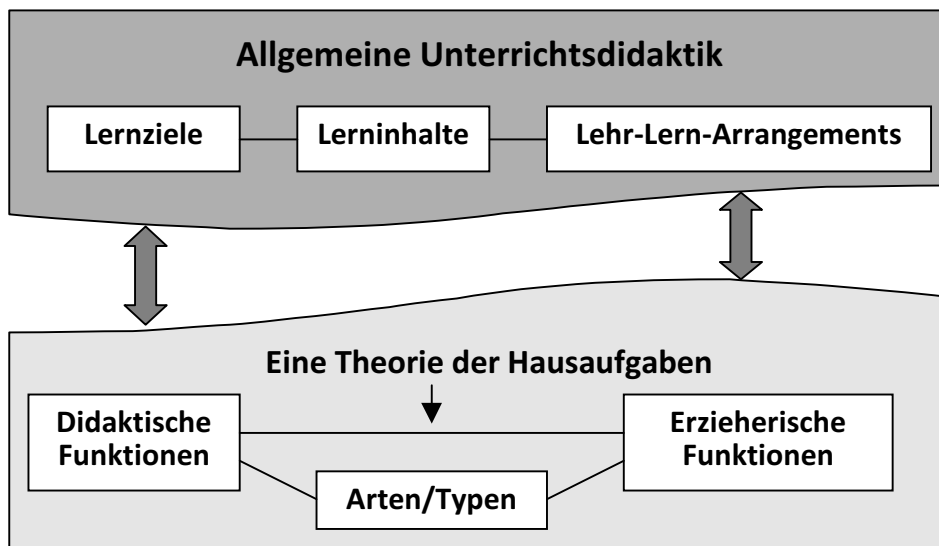 Allgemeine Unterrichtsdidaktik
Lernziele
Lerninhalte
Lehr-Lern-Arrangements
Eine Theorie der Hausaufgaben
Didaktische
Funktionen
Erzieherische
Funktionen
Arten/Typen